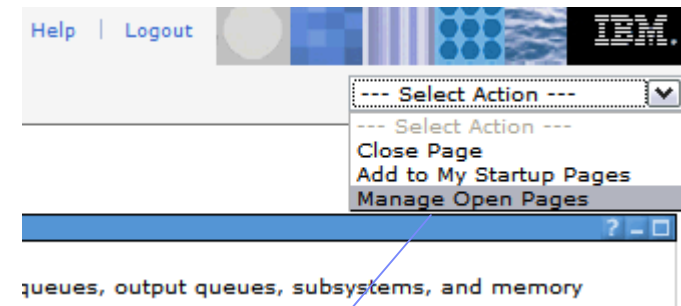 Help | Logout
IBM.
--- Select Action ---
--- Select Action ---
Close Page
Add to My Startup Pages
Manage Open Pages
?
queues, output queues, subsystems, and memory